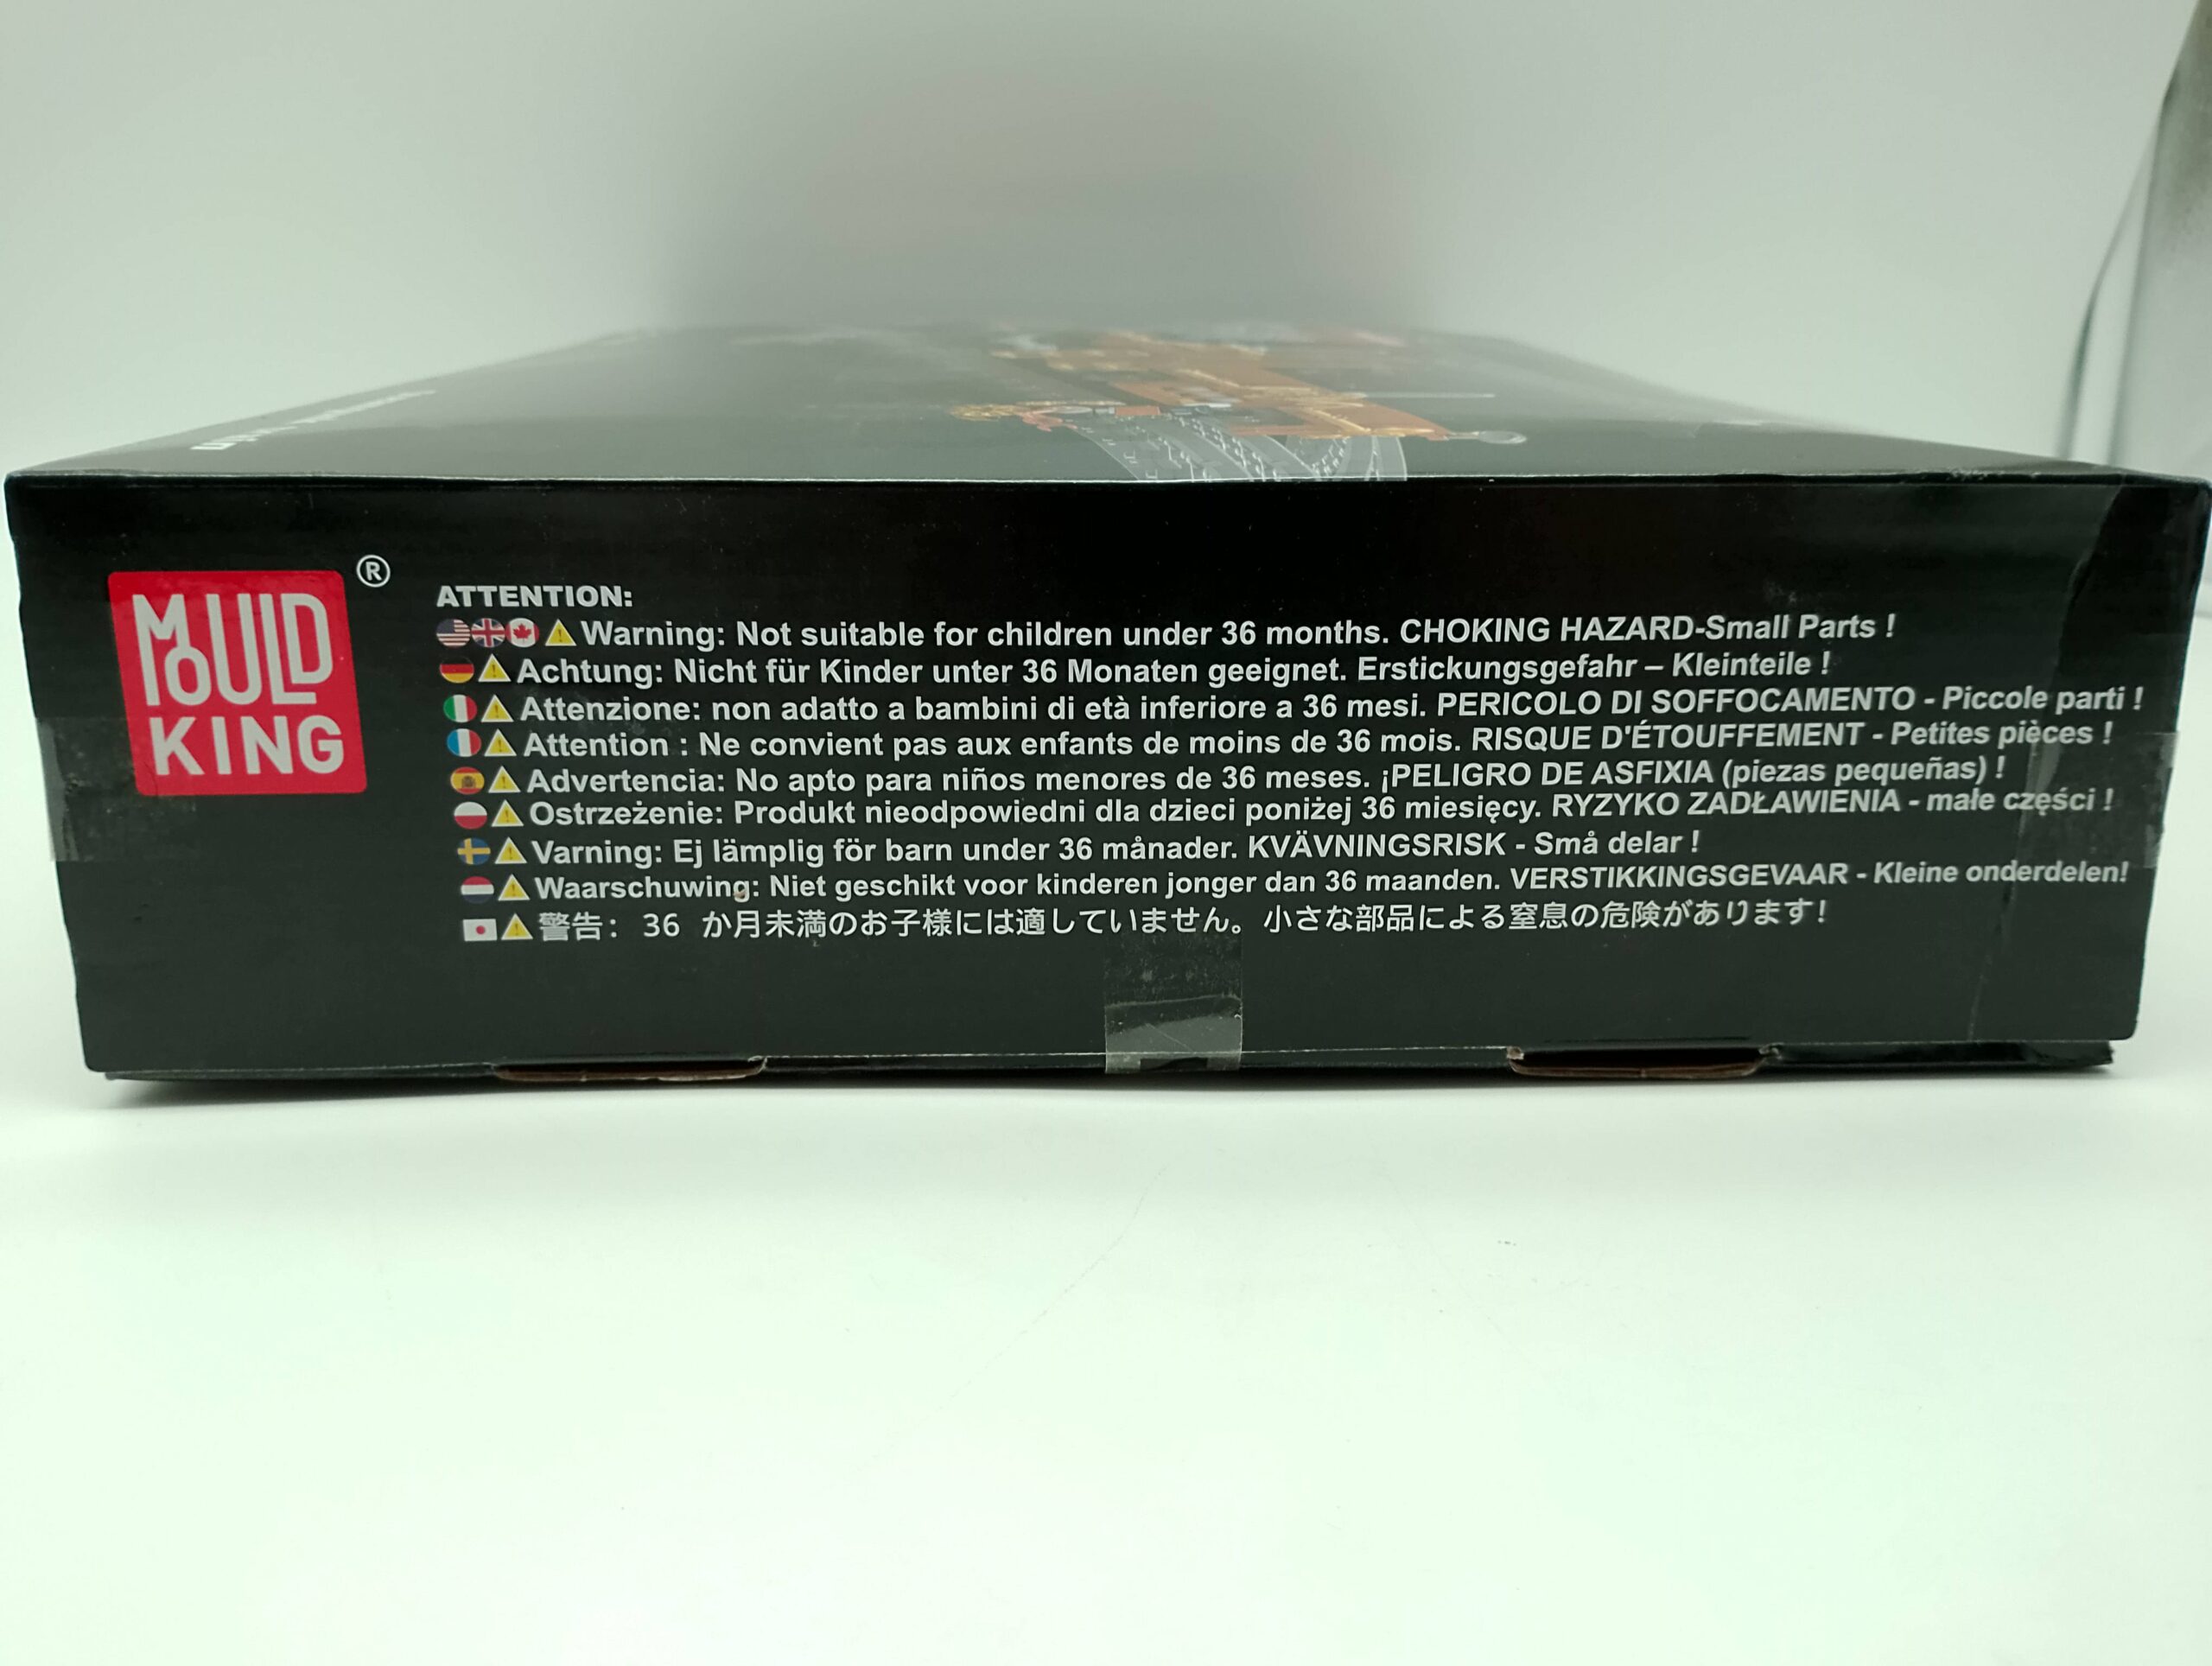 MOULD
KING
®
ATTENTION:
Warning: Not suitable for children under 36 months. CHOKING HAZARD-Small Parts !
Achtung: Nicht für Kinder unter 36 Monaten geeignet. Erstickungsgefahr – Kleinteile !
Attenzione: non adatto a bambini di età inferiore a 36 mesi. PERICOLO DI SOFFOCAMENTO - Piccole parti !
Attention : Ne convient pas aux enfants de moins de 36 mois. RISQUE D'ÉTOUFFEMENT - Petites pièces !
Advertencia: No apto para niños menores de 36 meses. ¡PELIGRO DE ASFIXIA (piezas pequeñas) !
Ostrzeżenie: Produkt nieodpowiedni dla dzieci poniżej 36 miesięcy. RYZYKO ZADŁAWIENIA - małe części !
Varning: Ej lämplig för barn under 36 månader. KVÄVNINGSRISK - Små delar !
Waarschuwing: Niet geschikt voor kinderen jonger dan 36 maanden. VERSTIKKINGSGEVAAR - Kleine onderdelen!
警告: 36 か月未満のお子様には適していません。小さな部品による窒息の危険があります!